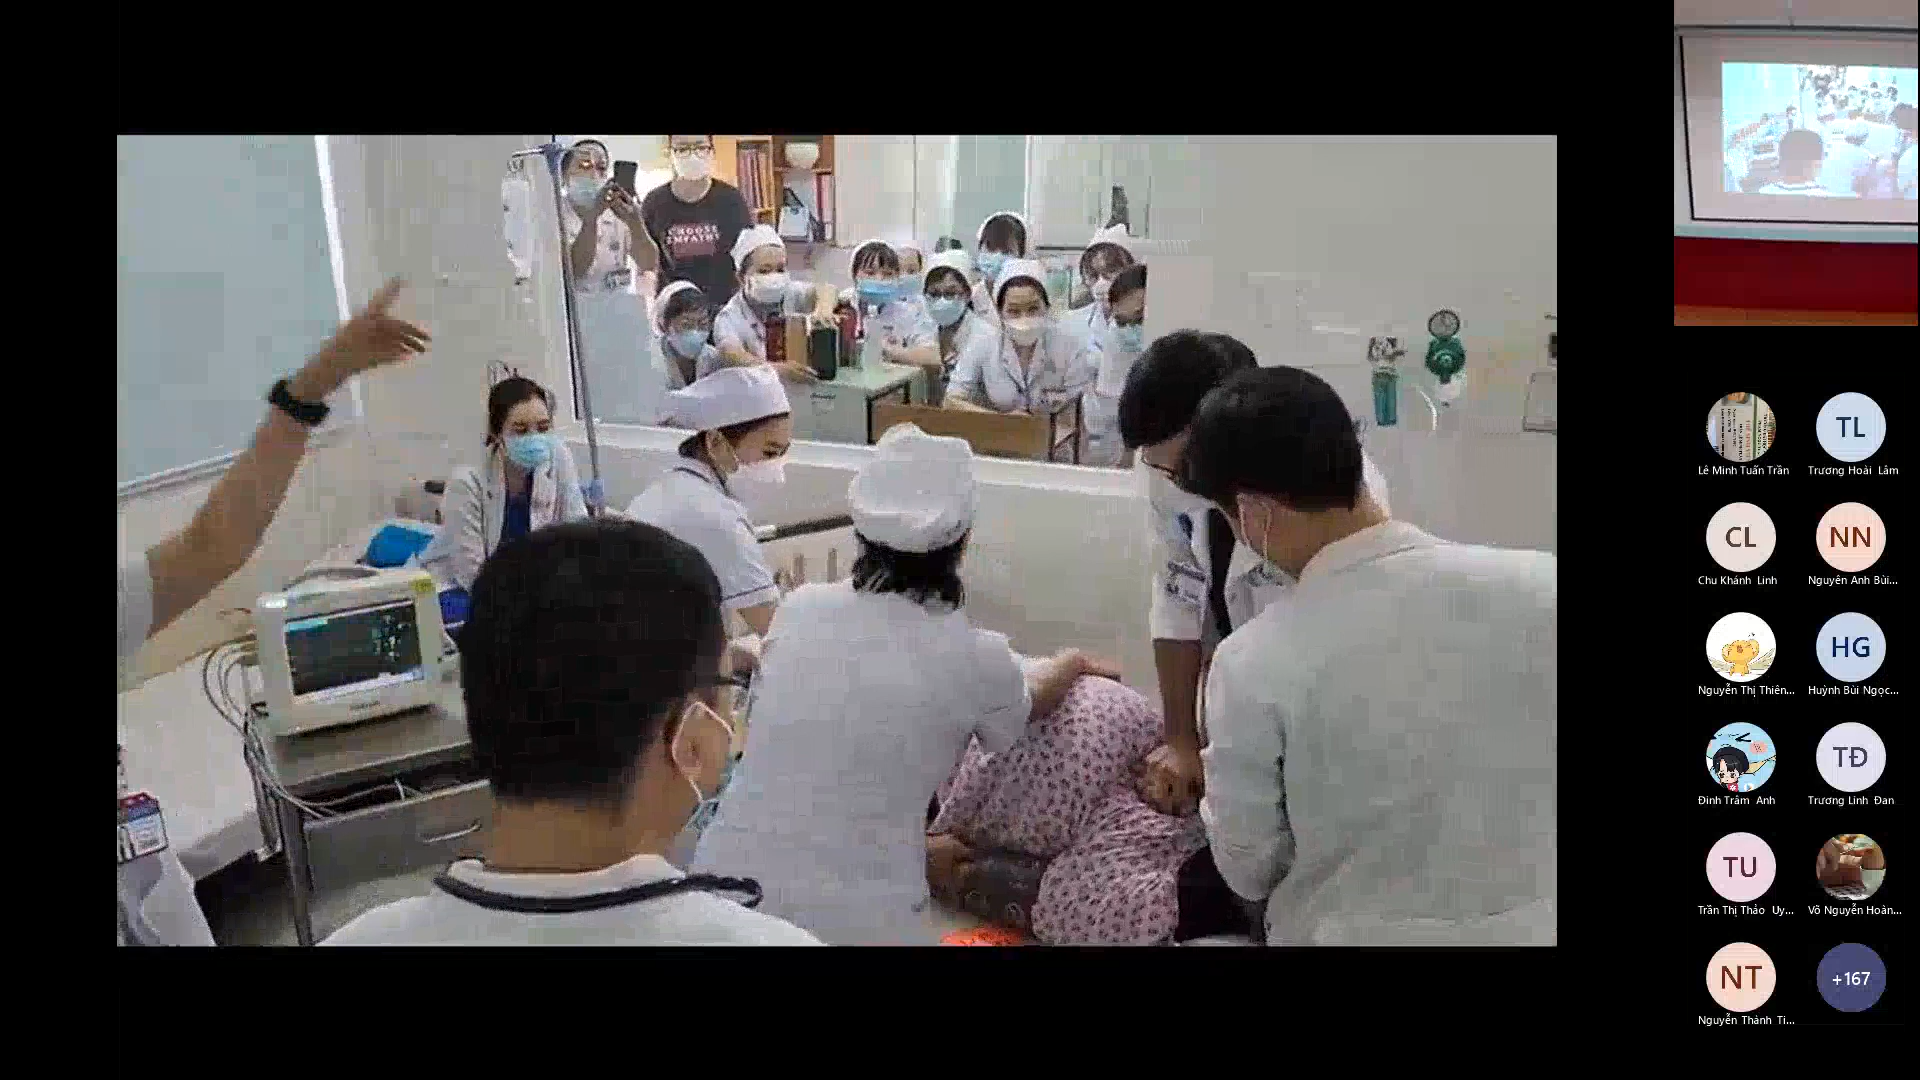 CHOOSE
EMPATHY
TL
Lê Minh Tuấn Trần
Trương Hoài Lâm
CL
NN
Chu Khánh Linh
Nguyên Anh Bùi...
HG
Nguyễn Thị Thiên...
Huỳnh Bùi Ngọc...
TĐ
Đinh Trâm Anh
Trương Linh Đan
TU
Trần Thị Thảo Uy...
Võ Nguyễn Hoàn...
NT
+167
Nguyễn Thành Ti...